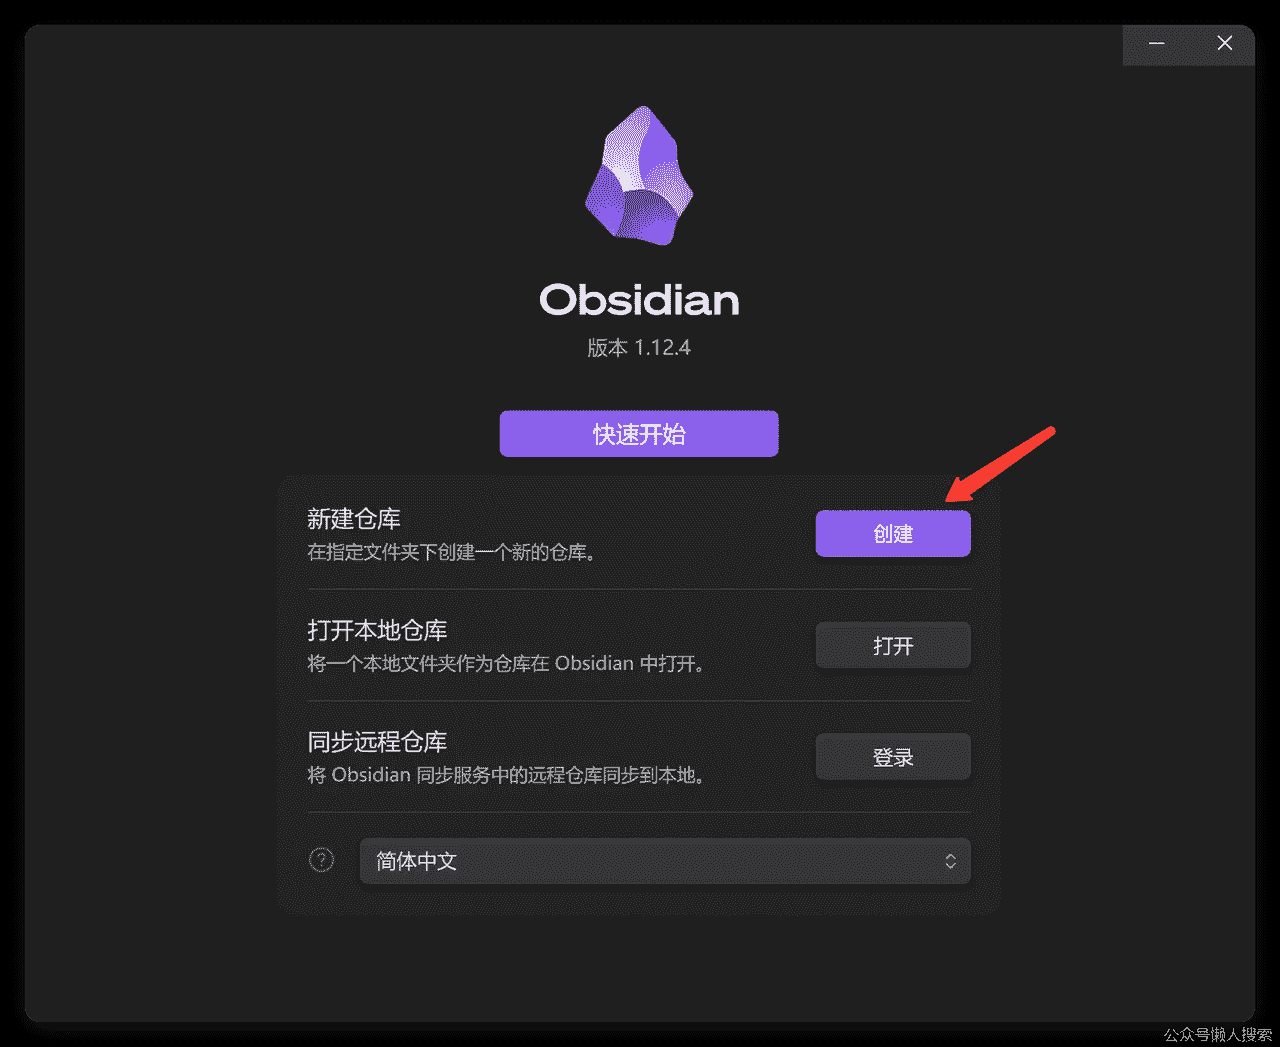 Obsidian
版本 1.12.4
快速开始
新建仓库
在指定文件夹下创建一个新的仓库。
创建
打开本地仓库
将一个本地文件夹作为仓库在 Obsidian 中打开。
打开
同步远程仓库
将 Obsidian 同步服务中的远程仓库同步到本地。
登录
?
简体中文
公众号懒人搜索